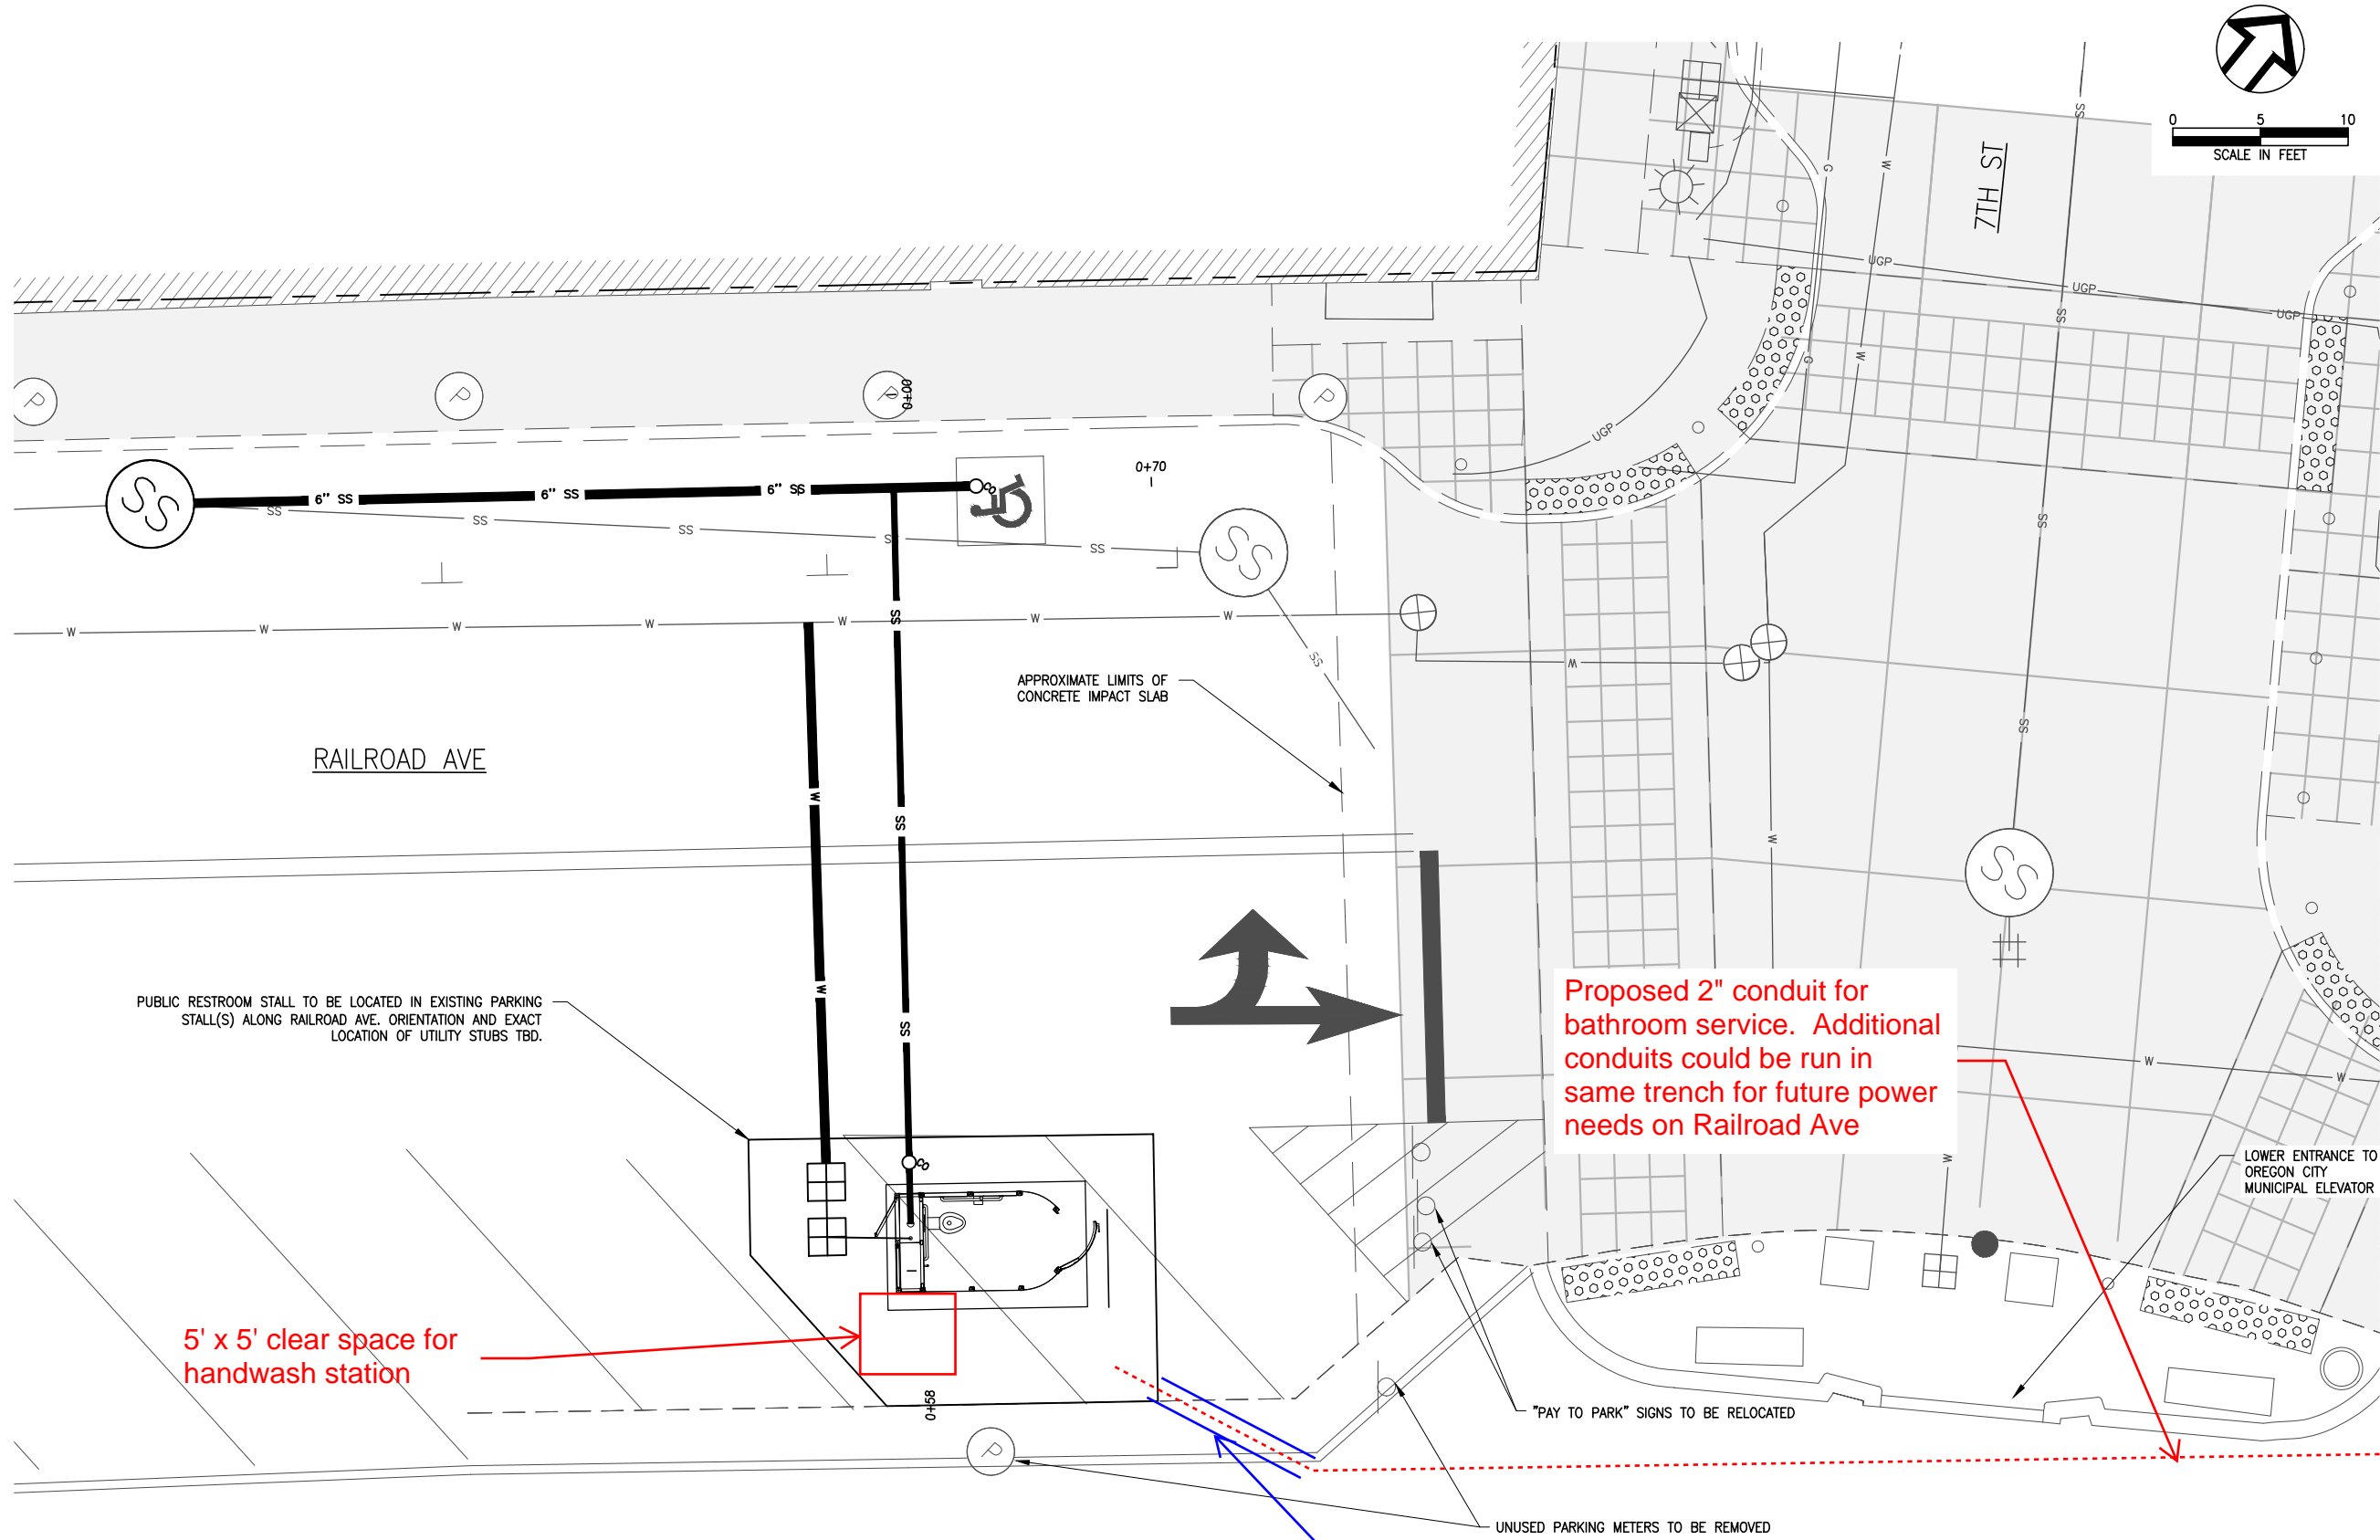 0 5 10
SCALE IN FEET
7TH ST
G
W
SS
UGP
UGP
UGP
SS
G
W
P
P
P
P
0+00
UGP
0+70
SS
6" SS
6" SS
6" SS
CO
SS
SS
SS
SS
SS
SS
SS
SS
W
W
W
W
W
W
W
SS
W
SS
APPROXIMATE LIMITS OF
CONCRETE IMPACT SLAB
SS
RAILROAD AVE
W
SS
W
SS
W
SS
PUBLIC RESTROOM STALL TO BE LOCATED IN EXISTING PARKING
STALL(S) ALONG RAILROAD AVE. ORIENTATION AND EXACT
LOCATION OF UTILITY STUBS TBD.
Proposed 2" conduit for
bathroom service. Additional
conduits could be run in
same trench for future power
needs on Railroad Ave
W
W
W
CO
LOWER ENTRANCE TO
OREGON CITY
MUNICIPAL ELEVATOR
5' x 5' clear space for
handwash station
0+58
"PAY TO PARK" SIGNS TO BE RELOCATED
P
UNUSED PARKING METERS TO BE REMOVED